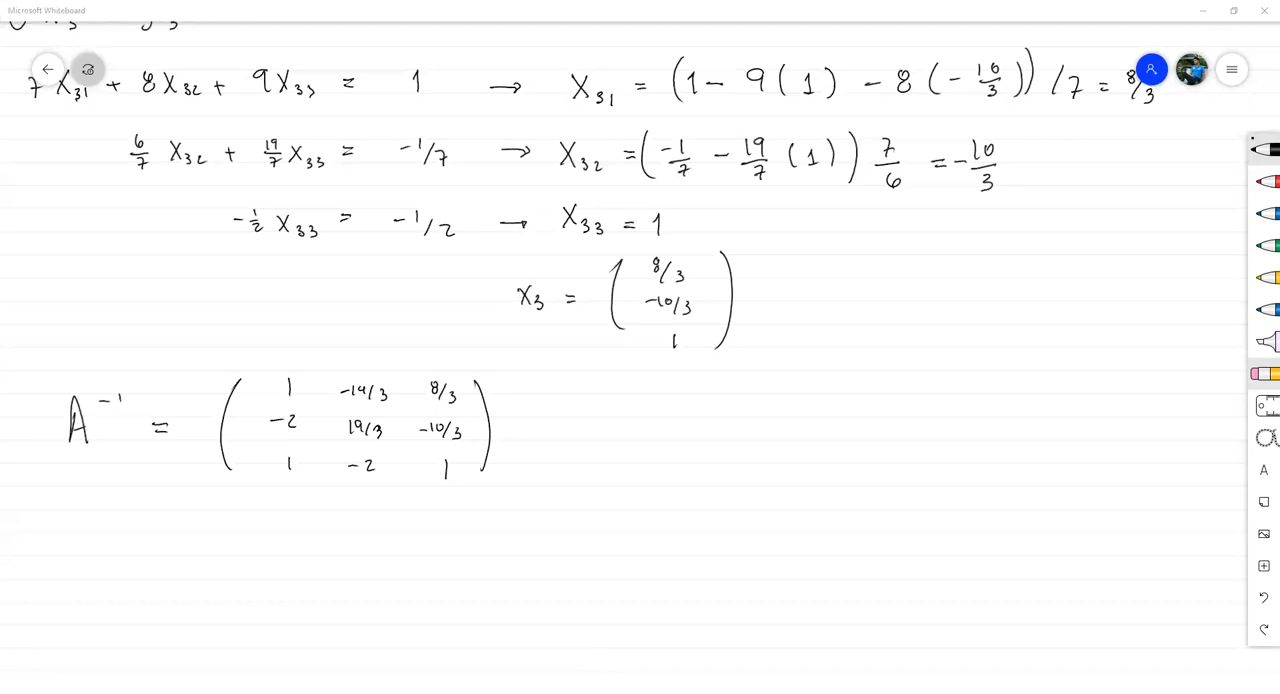 Microsoft Whiteboard
7 X31 + 8 X32 + 9 X33 = 1 → X31 = (1 - 9 (1) - 8 (-10/3)) / 7 = 8/3
6/7 X32 + 19/7 X33 = -1/7 → X32 = (-1/7 - 19/7 (1)) 7/6 = -10/3
-1/2 X33 = -1/2 → X33 = 1
X3 = ( 8/3
-10/3
1 )
A⁻¹ = ( 1 -14/3 8/3
-2 19/3 -10/3
1 -2 1 )
A